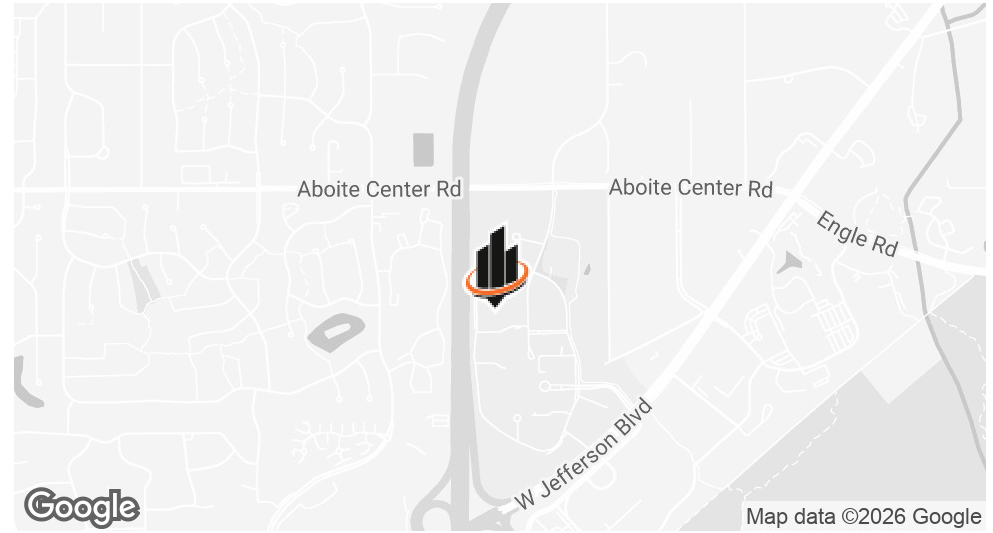 Aboite Center Rd
Aboite Center Rd
Engle Rd
W Jefferson Blvd
Google
Map data ©2026 Google